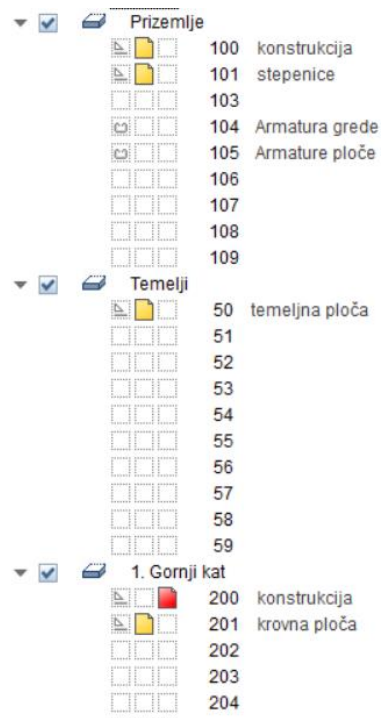 Prizemlje
100 konstrukcija
101 stepenice
103
104 Armatura grede
105 Armature ploče
106
107
108
109
Temelji
50 temeljna ploča
51
52
53
54
55
56
57
58
59
1. Gornji kat
200 konstrukcija
201 krovna ploča
202
203
204